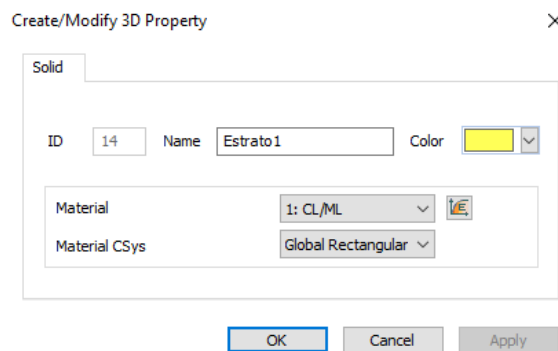 Create/Modify 3D Property
Solid
ID 14 Name Estrato1 Color
Material 1: CL/ML
Material CSys Global Rectangular
OK Cancel Apply